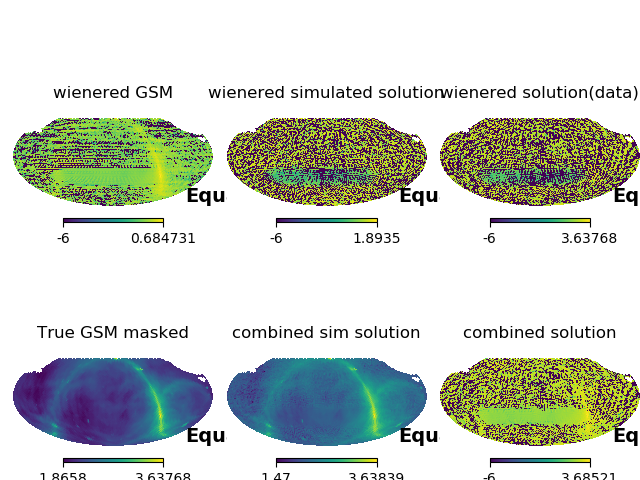 wienered GSM
wienered simulated solution
wienered solution(data)
Equ
Equ
Eq
-6 0.684731
-6 1.8935
-6 3.63768
True GSM masked
combined sim solution
combined solution
Equ
Equ
Eq
1.8658 3.63768
1.47 3.63839
-6 3.68521